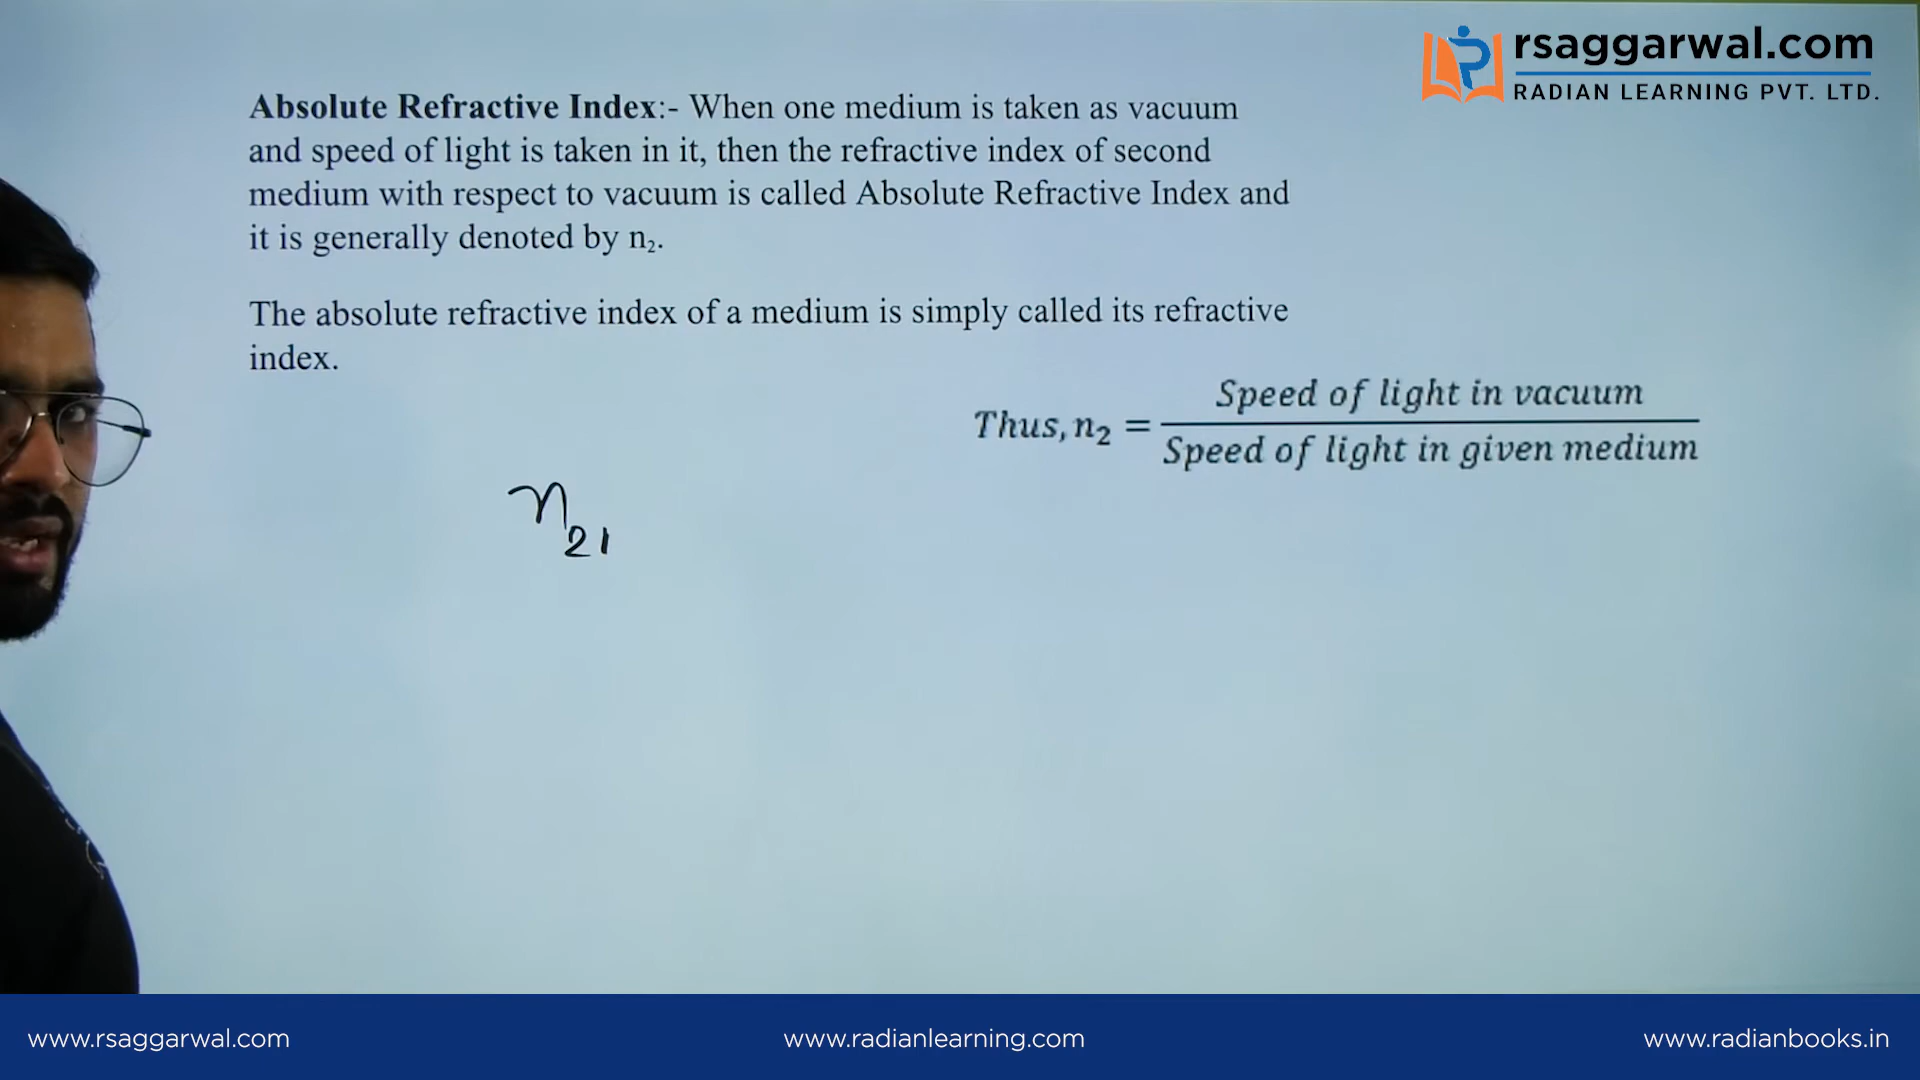 rsaggarwal.com
RADIAN LEARNING PVT. LTD.
Absolute Refractive Index:- When one medium is taken as vacuum
and speed of light is taken in it, then the refractive index of second
medium with respect to vacuum is called Absolute Refractive Index and
it is generally denoted by n₂.
The absolute refractive index of a medium is simply called its refractive
index.
Thus, n₂ = Speed of light in vacuum
Speed of light in given medium
n₂₁
www.rsaggarwal.com
www.radianlearning.com
www.radianbooks.in